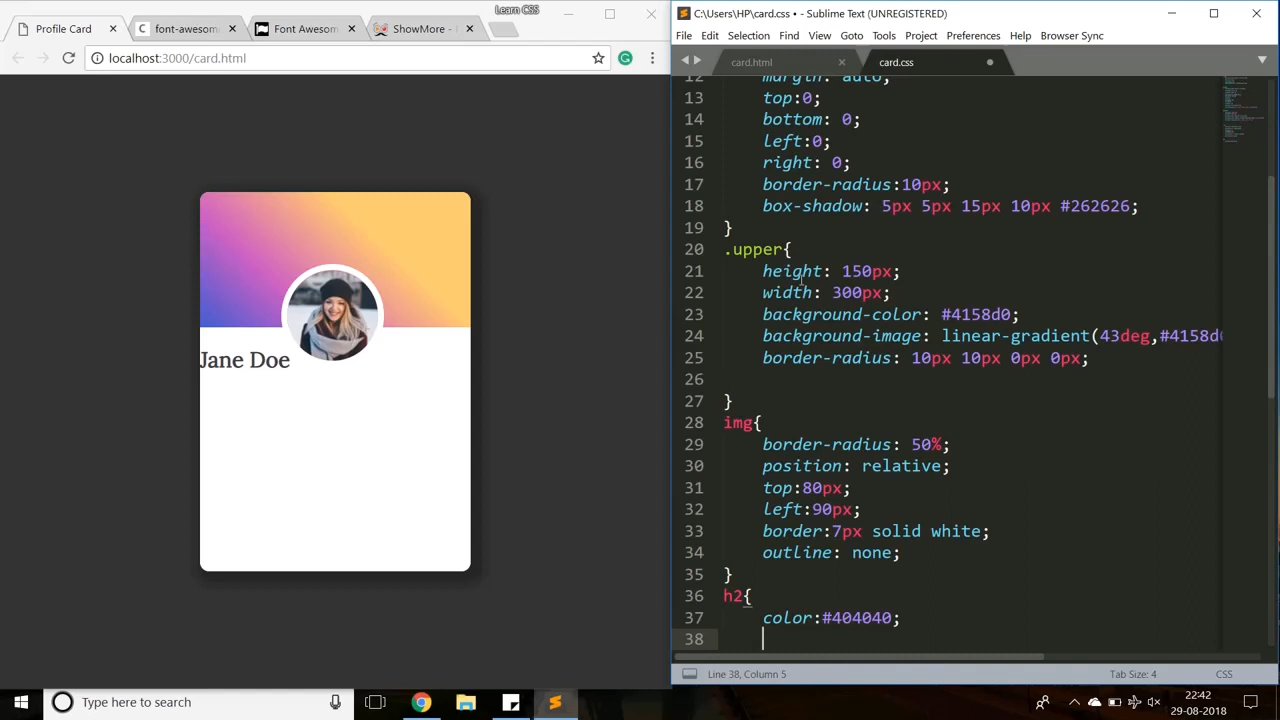 Learn CSS
Profile Card
font-awesom
Font Awesom
ShowMore -
localhost:3000/card.html
Jane Doe
C:\Users\HP\card.css • - Sublime Text (UNREGISTERED)
File Edit Selection Find View Goto Tools Project Preferences Help Browser Sync
card.html
card.css
12 margin: auto;
13 top:0;
14 bottom: 0;
15 left:0;
16 right: 0;
17 border-radius:10px;
18 box-shadow: 5px 5px 15px 10px #262626;
19 }
20 .upper{
21 height: 150px;
22 width: 300px;
23 background-color: #4158d0;
24 background-image: linear-gradient(43deg,#4158d0
25 border-radius: 10px 10px 0px 0px;
26
27 }
28 img{
29 border-radius: 50%;
30 position: relative;
31 top:80px;
32 left:90px;
33 border:7px solid white;
34 outline: none;
35 }
36 h2{
37 color:#404040;
38
Line 38, Column 5
Tab Size: 4
CSS
Type here to search
22:42
29-08-2018